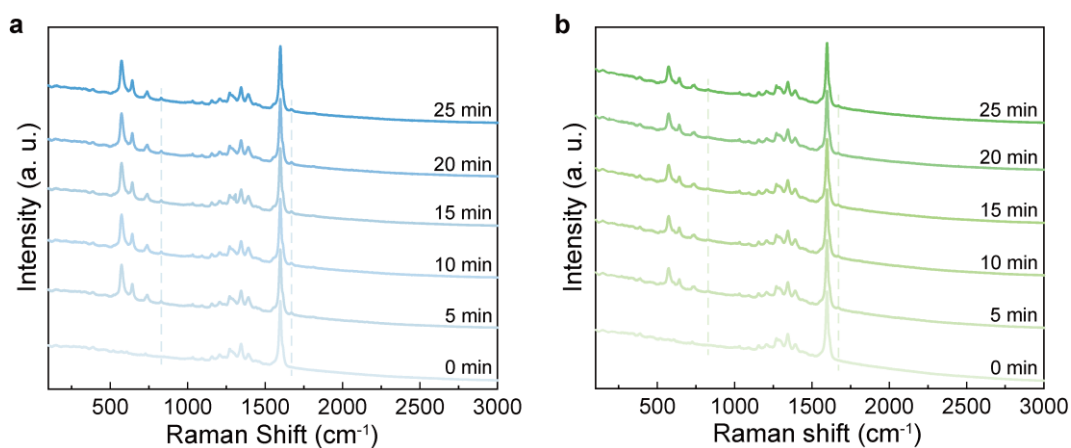 a
Intensity (a. u.)
25 min
20 min
15 min
10 min
5 min
0 min
500 1000 1500 2000 2500 3000
Raman Shift (cm⁻¹)
b
Intensity (a. u.)
25 min
20 min
15 min
10 min
5 min
0 min
500 1000 1500 2000 2500 3000
Raman shift (cm⁻¹)